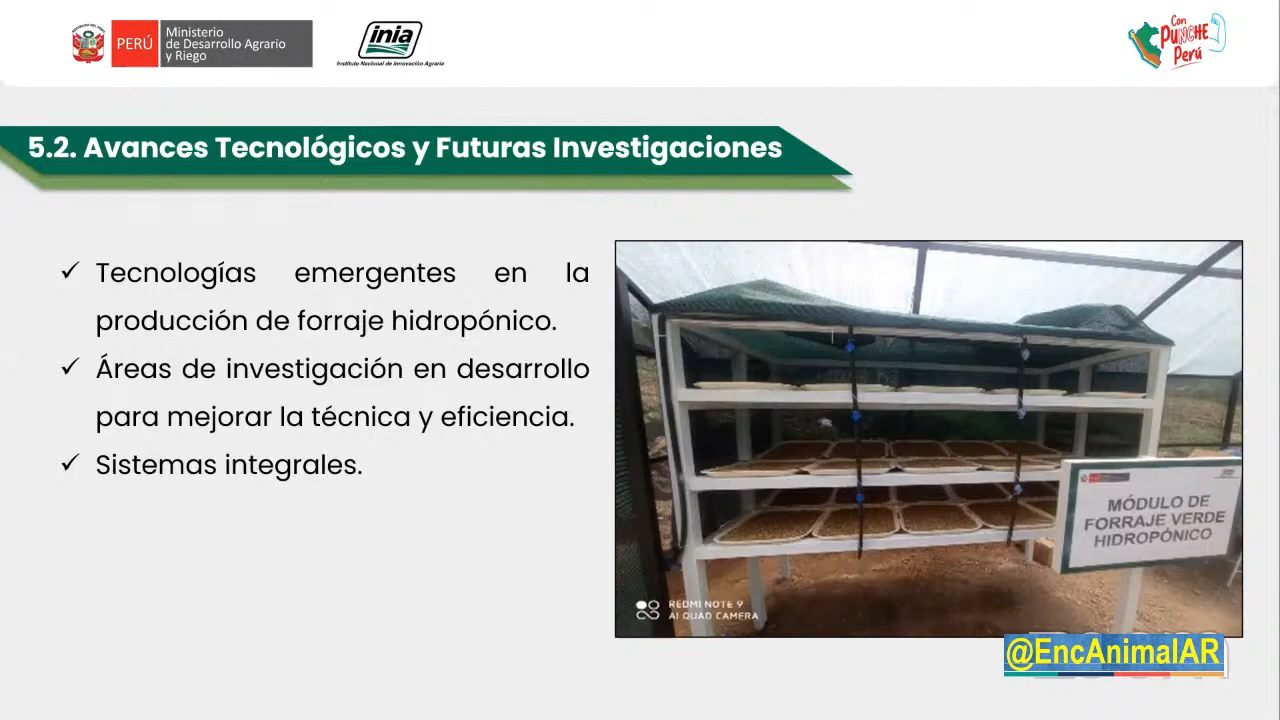 PERÚ
Ministerio
de Desarrollo Agrario
y Riego
inia
Instituto Nacional de Innovación Agraria
Con
PUNCHE
Perú
5.2. Avances Tecnológicos y Futuras Investigaciones
✓ Tecnologías emergentes en la
producción de forraje hidropónico.
✓ Áreas de investigación en desarrollo
para mejorar la técnica y eficiencia.
✓ Sistemas integrales.
MÓDULO DE
FORRAJE VERDE
HIDROPÓNICO
REDMI NOTE 9
AI QUAD CAMERA
@EncAnimalAR